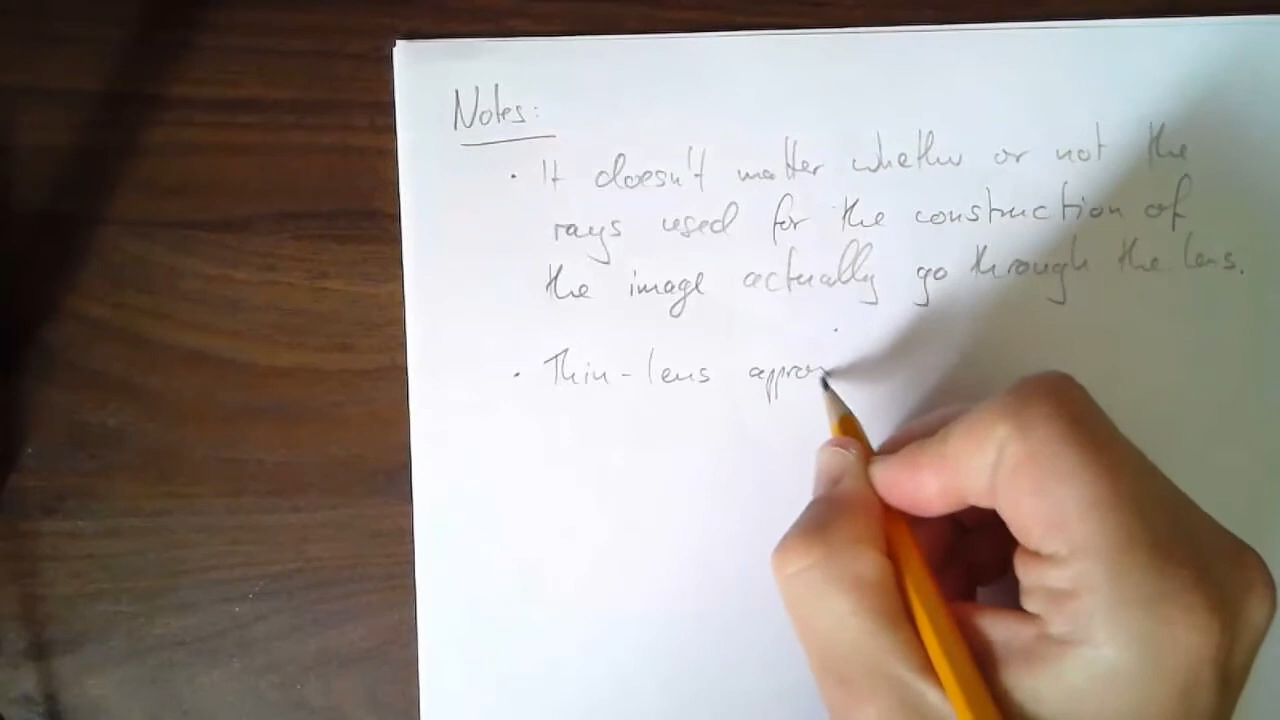 Notes:
· It doesn't matter whether or not the
rays used for the construction of
the image actually go through the lens.
· Thin-lens approx